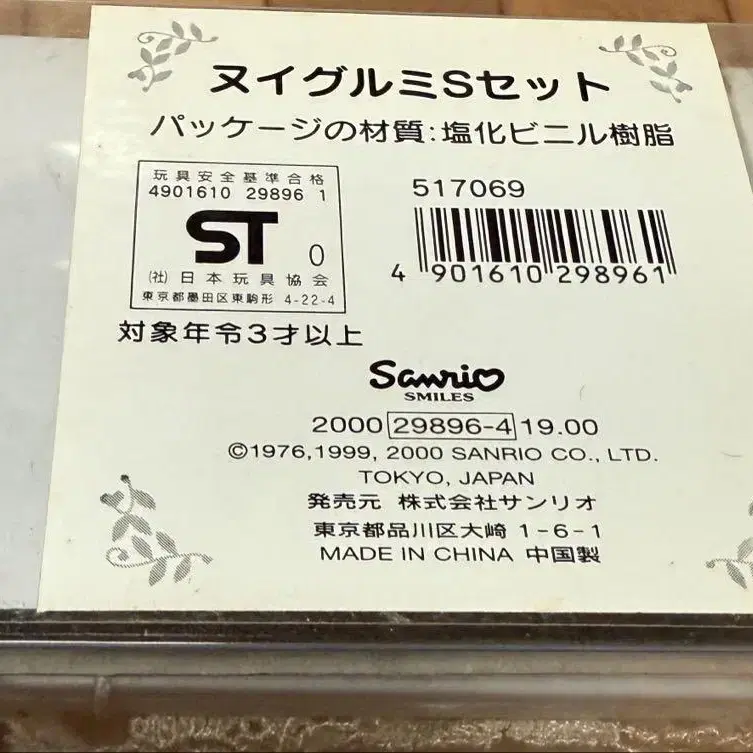 ヌイグルミSセット
パッケージの材質:塩化ビニル樹脂
玩具安全基準合格
4901610 29896 1
ST 0
(社)日本玩具協会
東京都墨田区東駒形 4-22-4
517069
4 901610 298961
対象年令3才以上
Sanrio
SMILES
2000 29896-4 19.00
©1976,1999, 2000 SANRIO CO., LTD.
TOKYO, JAPAN
発売元 株式会社サンリオ
東京都品川区大崎 1-6-1
MADE IN CHINA 中国製